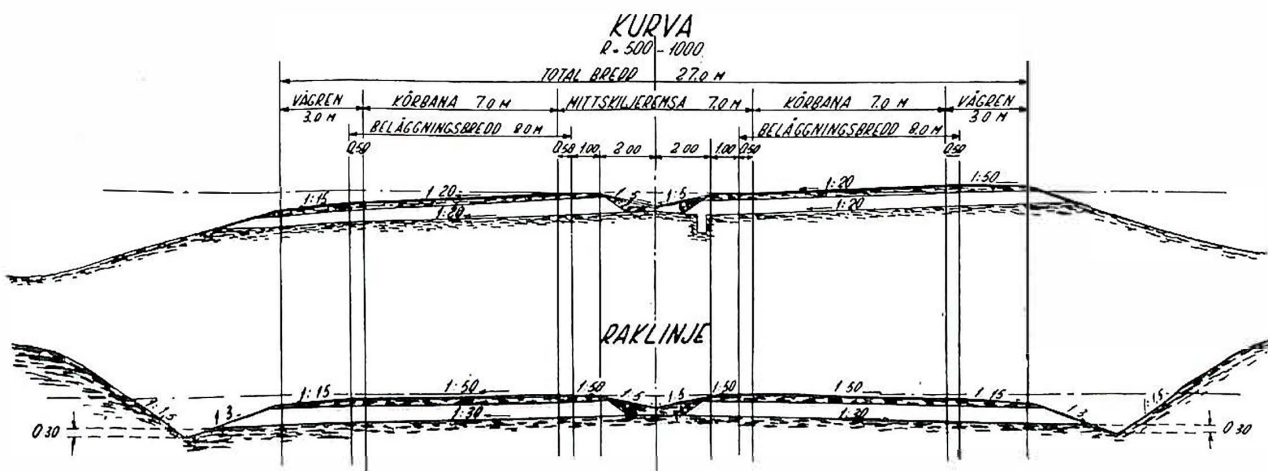 KURVA
R = 500 - 1000
TOTAL BREDD 27.0 M
VÄGREN 3.0 M
KÖRBANA 7.0 M
MITTSKILJEREMSA 7.0 M
KÖRBANA 7.0 M
VÄGREN 3.0 M
BELÄGGNINGSBREDD 8.0 M
BELÄGGNINGSBREDD 8.0 M
0.50 0.50 1.00 2.00 2.00 1.00 0.50 0.50
1:15 1:20 1:5 1:5 1:20 1:50
1:20 1:20
RAKLINJE
1:15 1:50 1:50 1:5 1:5 1:50 1:50 1:15
1:1.5 1:3 1:30 1:30 1:3 1:1.5
0.30 0.30